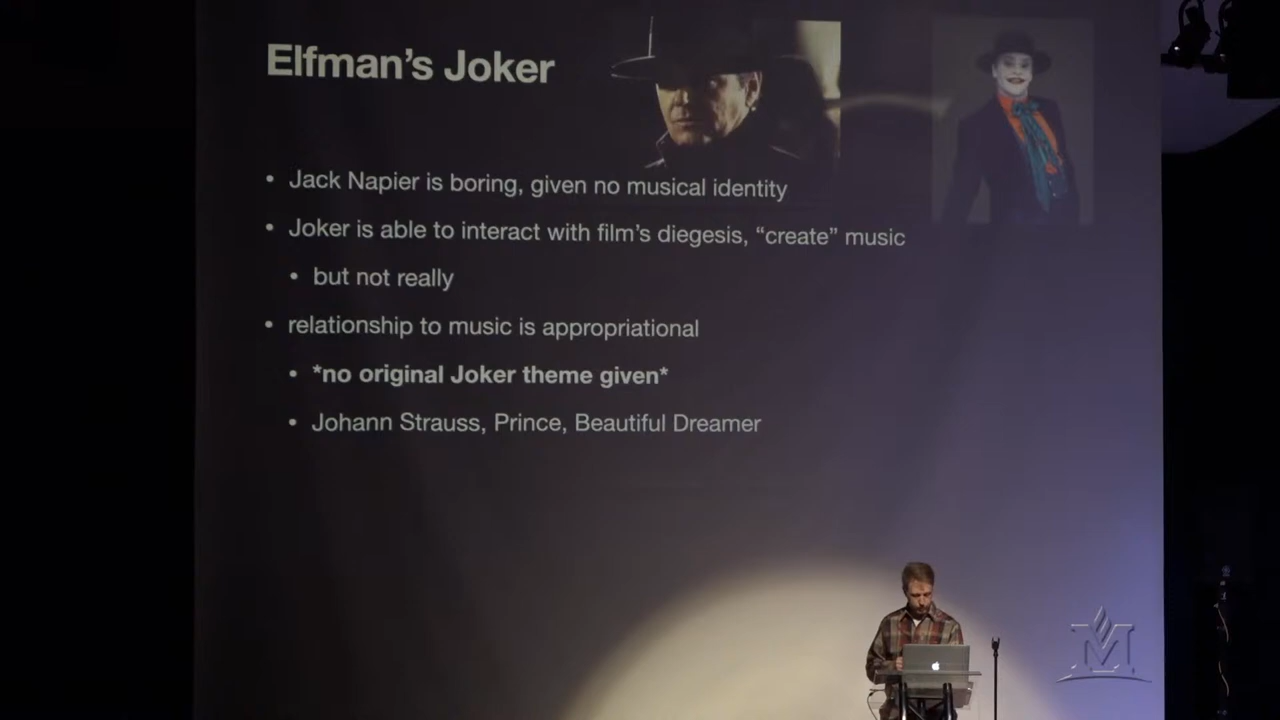 Elfman's Joker
• Jack Napier is boring, given no musical identity
• Joker is able to interact with film's diegesis, “create” music
• but not really
• relationship to music is appropriational
• *no original Joker theme given*
• Johann Strauss, Prince, Beautiful Dreamer
M